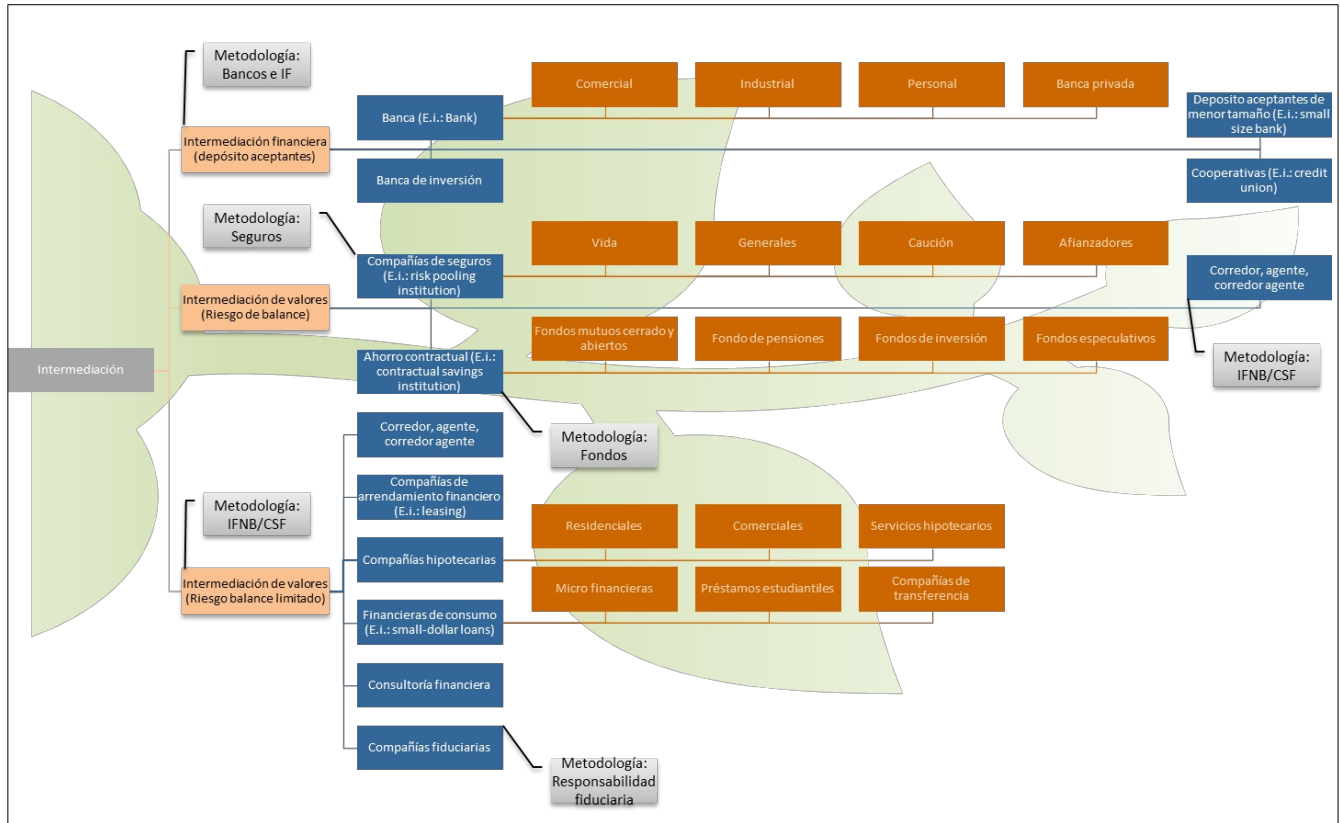 Metodología:
Bancos e IF
Comercial
Industrial
Personal
Banca privada
Banca (E.i.: Bank)
Deposito aceptantes de
menor tamaño (E.i.: small
size bank)
Intermediación financiera
(depósito aceptantes)
Banca de inversión
Cooperativas (E.i.: credit
union)
Metodología:
Seguros
Vida
Generales
Caución
Afianzadores
Compañías de seguros
(E.i.: risk pooling
institution)
Corredor, agente,
corredor agente
Intermediación de valores
(Riesgo de balance)
Fondos mutuos cerrado y
abiertos
Fondo de pensiones
Fondos de inversión
Fondos especulativos
Intermediación
Ahorro contractual (E.i.:
contractual savings
institution)
Metodología:
IFNB/CSF
Corredor, agente,
corredor agente
Metodología:
Fondos
Compañías de
arrendamiento financiero
(E.i.: leasing)
Metodología:
IFNB/CSF
Residenciales
Comerciales
Servicios hipotecarios
Compañías hipotecarias
Intermediación de valores
(Riesgo balance limitado)
Micro financieras
Préstamos estudiantiles
Compañías de
transferencia
Financieras de consumo
(E.i.: small-dollar loans)
Consultoría financiera
Compañías fiduciarias
Metodología:
Responsabilidad
fiduciaria